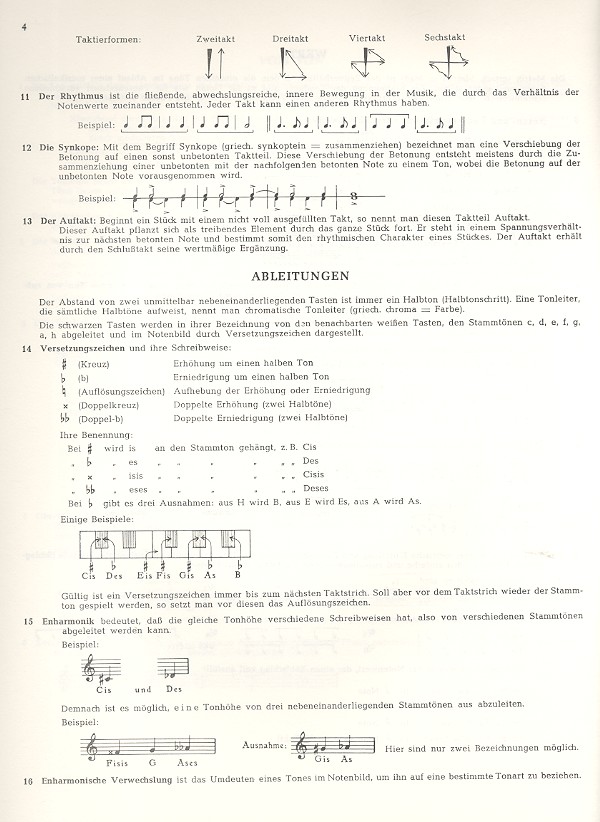 4
Taktierformen: Zweitakt Dreitakt Viertakt Sechstakt
11 Der Rhythmus ist die fließende, abwechslungsreiche, innere Bewegung in der Musik, die durch das Verhältnis der
Notenwerte zueinander entsteht. Jeder Takt kann einen anderen Rhythmus haben.
Beispiel:
12 Die Synkope: Mit dem Begriff Synkope (griech. synkoptein = zusammenziehen) bezeichnet man eine Verschiebung der
Betonung auf einen sonst unbetonten Taktteil. Diese Verschiebung der Betonung entsteht meistens durch die Zu-
sammenziehung einer unbetonten mit der nachfolgenden betonten Note zu einem Ton, wobei die Betonung auf der
unbetonten Note vorausgenommen wird.
Beispiel:
13 Der Auftakt: Beginnt ein Stück mit einem nicht voll ausgefüllten Takt, so nennt man diesen Taktteil Auftakt.
Dieser Auftakt pflanzt sich als treibendes Element durch das ganze Stück fort. Er steht in einem Spannungsverhält-
nis zur nächsten betonten Note und bestimmt somit den rhythmischen Charakter eines Stückes. Der Auftakt erhält
durch den Schlußtakt seine wertmäßige Ergänzung.
ABLEITUNGEN
Der Abstand von zwei unmittelbar nebeneinanderliegenden Tasten ist immer ein Halbton (Halbtonschritt). Eine Tonleiter,
die sämtliche Halbtöne aufweist, nennt man chromatische Tonleiter (griech. chroma = Farbe).
Die schwarzen Tasten werden in ihrer Bezeichnung von den benachbarten weißen Tasten, den Stammtönen c, d, e, f, g,
a, h abgeleitet und im Notenbild durch Versetzungszeichen dargestellt.
14 Versetzungszeichen und ihre Schreibweise:
♯ (Kreuz) Erhöhung um einen halben Ton
♭ (b) Erniedrigung um einen halben Ton
♮ (Auflösungszeichen) Aufhebung der Erhöhung oder Erniedrigung
x (Doppelkreuz) Doppelte Erhöhung (zwei Halbtöne)
♭♭ (Doppel-b) Doppelte Erniedrigung (zwei Halbtöne)
Ihre Benennung:
Bei ♯ wird is an den Stammton gehängt, z. B. Cis
„ ♭ „ es „ „ „ „ „ „ Des
„ x „ isis „ „ „ „ „ „ Cisis
„ ♭♭ „ eses „ „ „ „ „ „ Deses
Bei ♭ gibt es drei Ausnahmen: aus H wird B, aus E wird Es, aus A wird As.
Einige Beispiele:
♯ ♭ ♯ ♯ ♯ ♭ ♭
Cis Des Eis Fis Gis As B
Gültig ist ein Versetzungszeichen immer bis zum nächsten Taktstrich. Soll aber vor dem Taktstrich wieder der Stamm-
ton gespielt werden, so setzt man vor diesen das Auflösungszeichen.
15 Enharmonik bedeutet, daß die gleiche Tonhöhe verschiedene Schreibweisen hat, also von verschiedenen Stammtönen
abgeleitet werden kann.
Beispiel:
Cis und Des
Demnach ist es möglich, eine Tonhöhe von drei nebeneinanderliegenden Stammtönen aus abzuleiten.
Beispiel:
Ausnahme: Hier sind nur zwei Bezeichnungen möglich.
Fisis G Ases Gis As
16 Enharmonische Verwechslung ist das Umdeuten eines Tones im Notenbild, um ihn auf eine bestimmte Tonart zu beziehen.